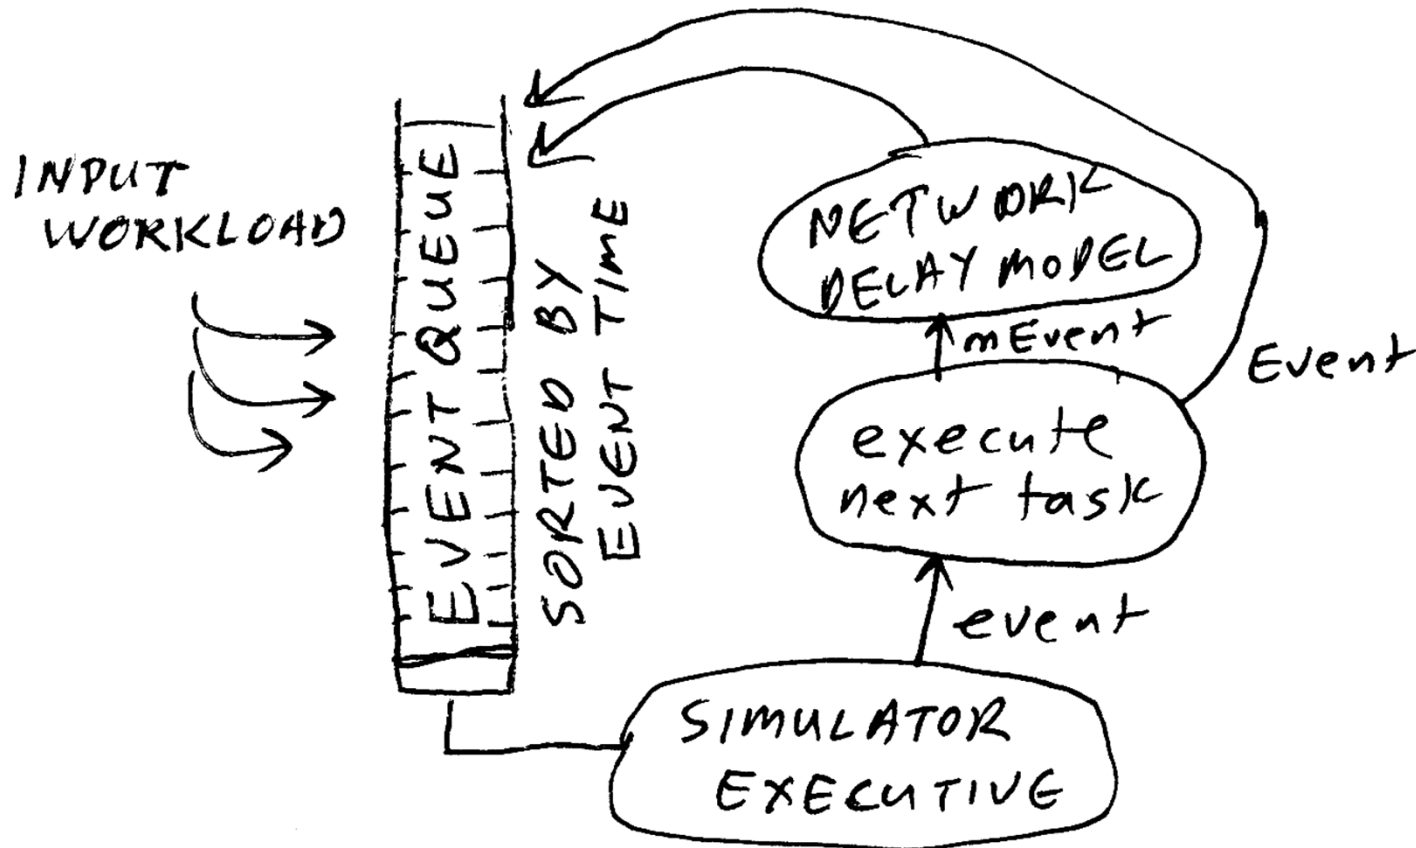 INPUT
WORKLOAD
EVENT QUEUE
SORTED BY
EVENT TIME
NETWORK
DELAY MODEL
mEvent
Event
execute
next task
event
SIMULATOR
EXECUTIVE